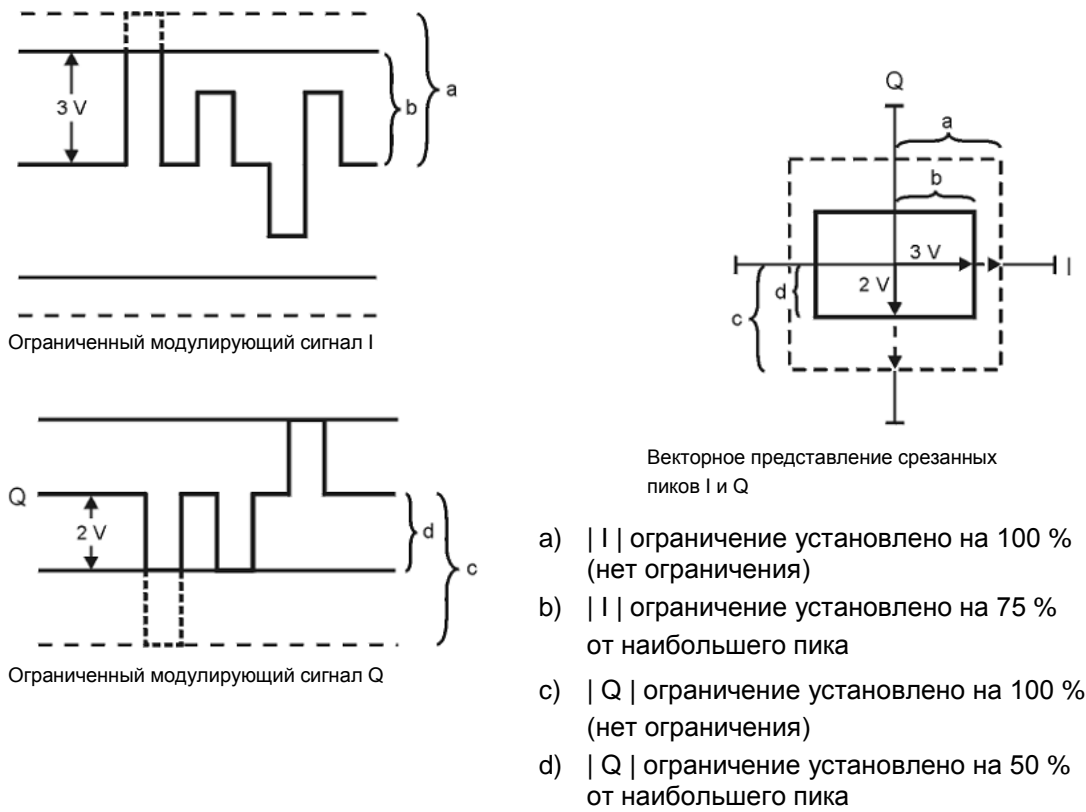 3 V
b
a
Ограниченный модулирующий сигнал I
Q
2 V
d
c
Ограниченный модулирующий сигнал Q
Q
a
b
3 V
I
2 V
d
c
Векторное представление срезанных
пиков I и Q
a) | I | ограничение установлено на 100 %
(нет ограничения)
b) | I | ограничение установлено на 75 %
от наибольшего пика
c) | Q | ограничение установлено на 100 %
(нет ограничения)
d) | Q | ограничение установлено на 50 %
от наибольшего пика